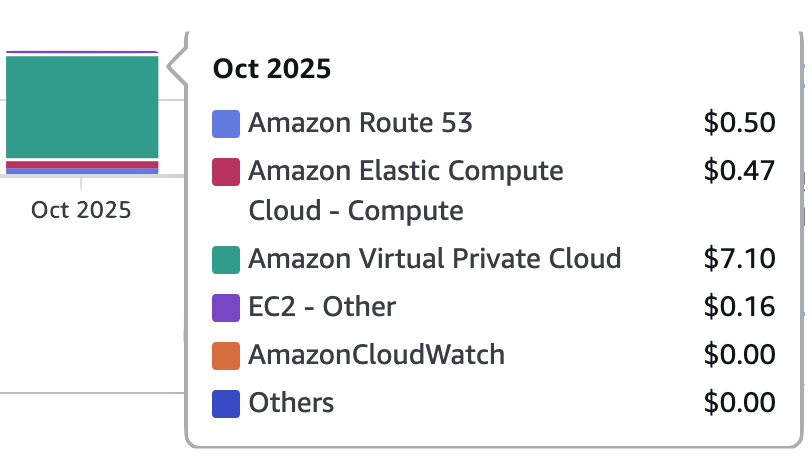 Oct 2025
Oct 2025
Amazon Route 53 $0.50
Amazon Elastic Compute $0.47
Cloud - Compute
Amazon Virtual Private Cloud $7.10
EC2 - Other $0.16
AmazonCloudWatch $0.00
Others $0.00